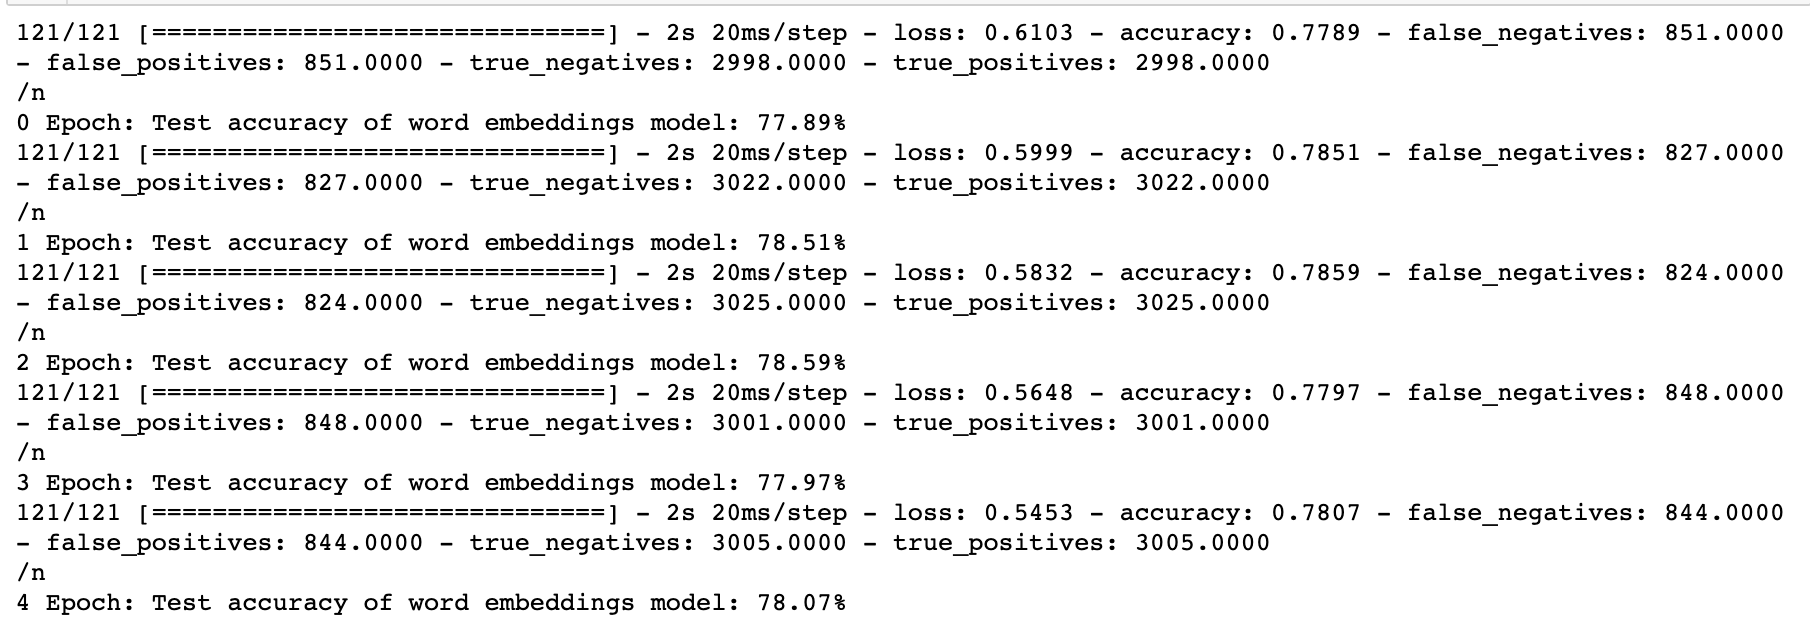 121/121 [==============================] - 2s 20ms/step - loss: 0.6103 - accuracy: 0.7789 - false_negatives: 851.0000
- false_positives: 851.0000 - true_negatives: 2998.0000 - true_positives: 2998.0000
/n
0 Epoch: Test accuracy of word embeddings model: 77.89%
121/121 [==============================] - 2s 20ms/step - loss: 0.5999 - accuracy: 0.7851 - false_negatives: 827.0000
- false_positives: 827.0000 - true_negatives: 3022.0000 - true_positives: 3022.0000
/n
1 Epoch: Test accuracy of word embeddings model: 78.51%
121/121 [==============================] - 2s 20ms/step - loss: 0.5832 - accuracy: 0.7859 - false_negatives: 824.0000
- false_positives: 824.0000 - true_negatives: 3025.0000 - true_positives: 3025.0000
/n
2 Epoch: Test accuracy of word embeddings model: 78.59%
121/121 [==============================] - 2s 20ms/step - loss: 0.5648 - accuracy: 0.7797 - false_negatives: 848.0000
- false_positives: 848.0000 - true_negatives: 3001.0000 - true_positives: 3001.0000
/n
3 Epoch: Test accuracy of word embeddings model: 77.97%
121/121 [==============================] - 2s 20ms/step - loss: 0.5453 - accuracy: 0.7807 - false_negatives: 844.0000
- false_positives: 844.0000 - true_negatives: 3005.0000 - true_positives: 3005.0000
/n
4 Epoch: Test accuracy of word embeddings model: 78.07%